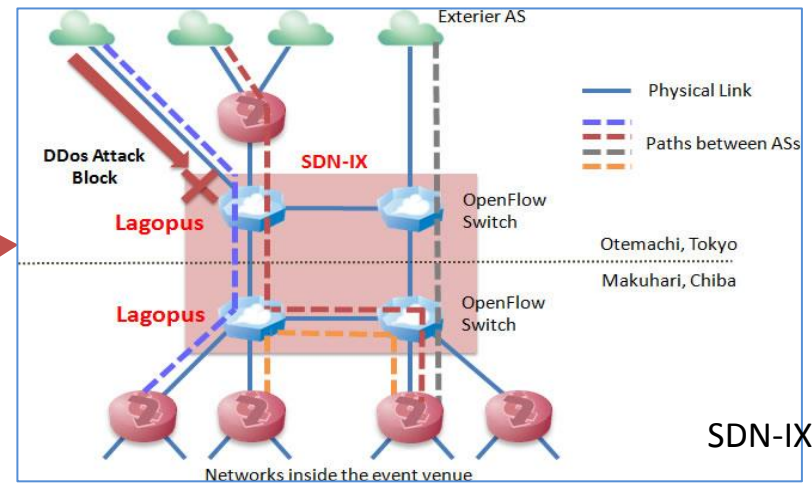 Exterier AS
Physical Link
Paths between ASs
DDos Attack
Block
SDN-IX
Lagopus
OpenFlow
Switch
Otemachi, Tokyo
Makuhari, Chiba
Lagopus
OpenFlow
Switch
SDN-IX
Networks inside the event venue